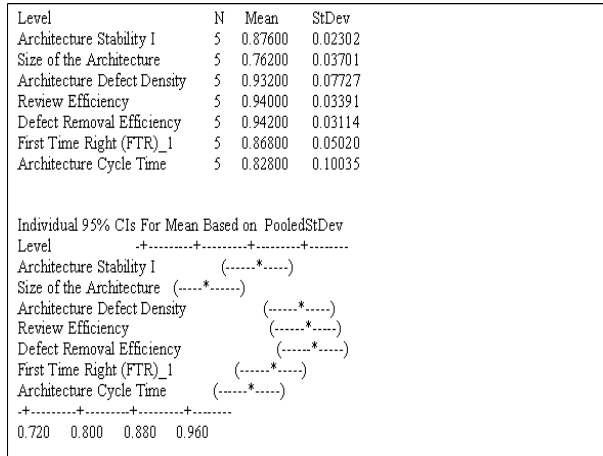 Level N Mean StDev
Architecture Stability I 5 0.87600 0.02302
Size of the Architecture 5 0.76200 0.03701
Architecture Defect Density 5 0.93200 0.07727
Review Efficiency 5 0.94000 0.03391
Defect Removal Efficiency 5 0.94200 0.03114
First Time Right (FTR)_1 5 0.86800 0.05020
Architecture Cycle Time 5 0.82800 0.10035
Individual 95% CIs For Mean Based on PooledStDev
Level -+---------+---------+---------+-------
Architecture Stability I (------*-----)
Size of the Architecture (-----*------)
Architecture Defect Density (------*-----)
Review Efficiency (------*-----)
Defect Removal Efficiency (------*-----)
First Time Right (FTR)_1 (------*-----)
Architecture Cycle Time (------*-----)
-+---------+---------+---------+--------
0.720 0.800 0.880 0.960